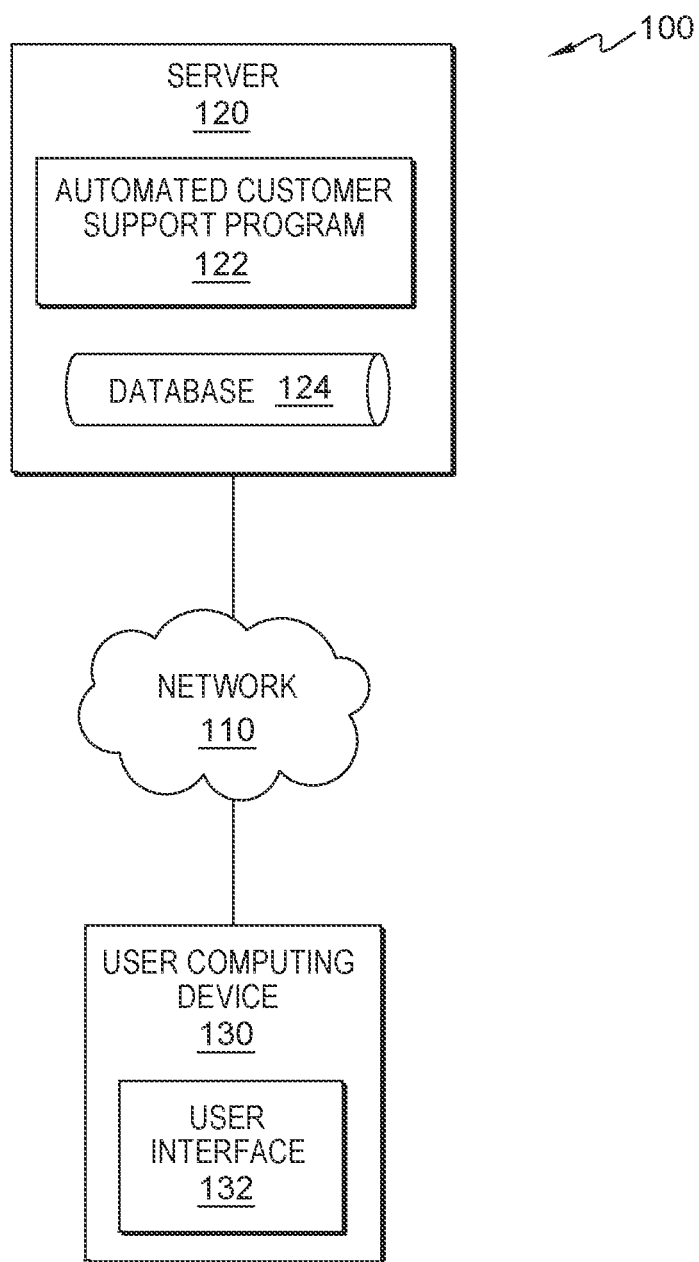 100
SERVER
120
AUTOMATED CUSTOMER
SUPPORT PROGRAM
122
DATABASE 124
NETWORK
110
USER COMPUTING
DEVICE
130
USER
INTERFACE
132